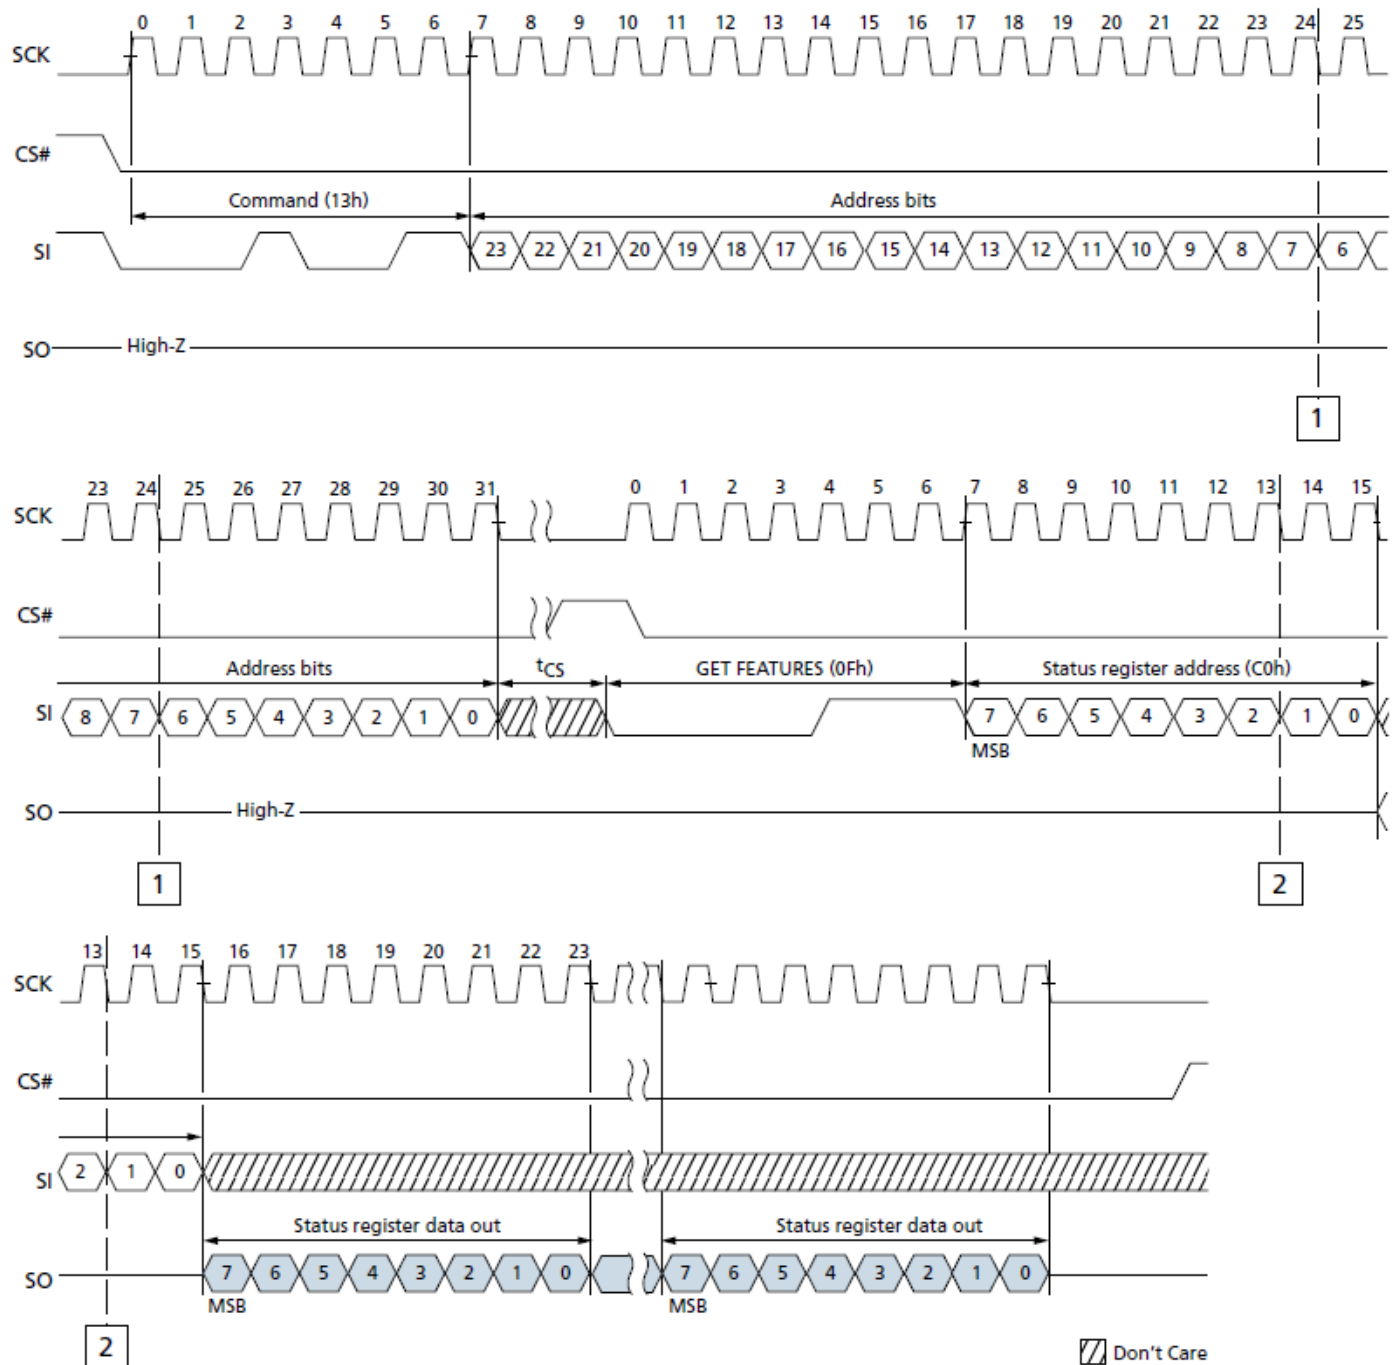 0 1 2 3 4 5 6 7 8 9 10 11 12 13 14 15 16 17 18 19 20 21 22 23 24 25
SCK
CS#
Command (13h) Address bits
SI 23 22 21 20 19 18 17 16 15 14 13 12 11 10 9 8 7 6
SO High-Z
1
23 24 25 26 27 28 29 30 31 0 1 2 3 4 5 6 7 8 9 10 11 12 13 14 15
SCK
CS#
Address bits tCS GET FEATURES (0Fh) Status register address (C0h)
SI 8 7 6 5 4 3 2 1 0 7 6 5 4 3 2 1 0
MSB
SO High-Z
1 2
13 14 15 16 17 18 19 20 21 22 23
SCK
CS#
SI 2 1 0
Status register data out Status register data out
SO 7 6 5 4 3 2 1 0 7 6 5 4 3 2 1 0
MSB MSB
2
Don't Care